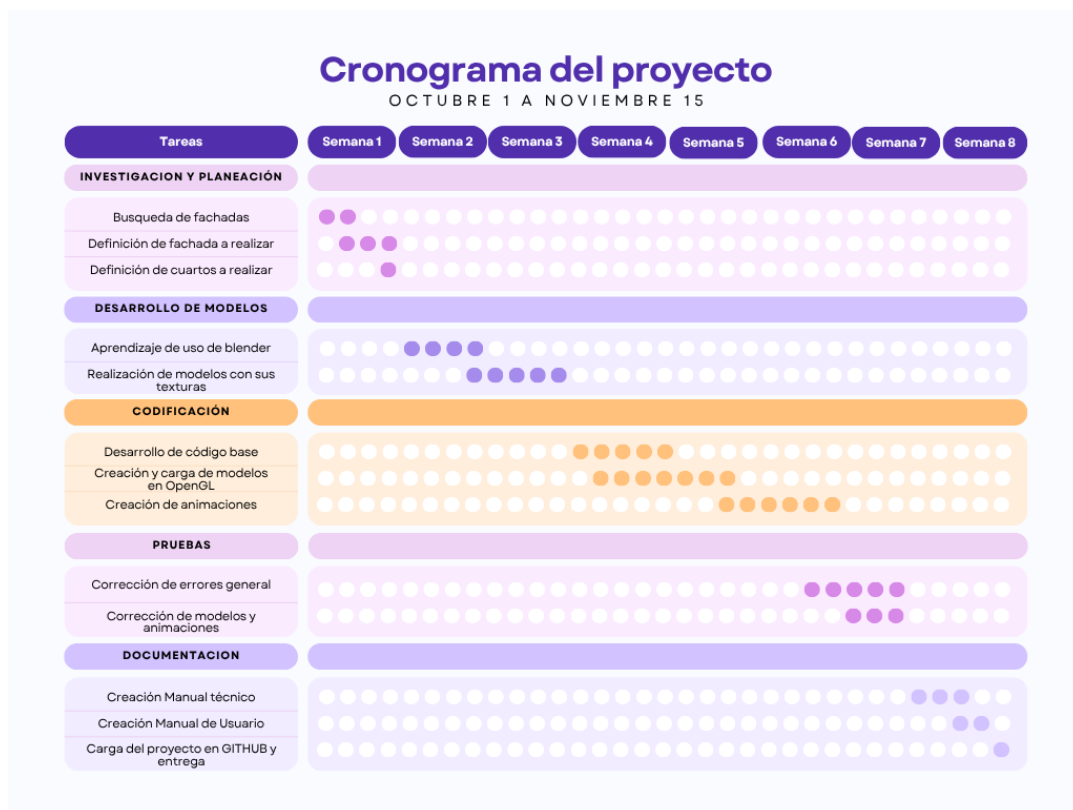 Cronograma del proyecto
OCTUBRE 1 A NOVIEMBRE 15
Tareas Semana 1 Semana 2 Semana 3 Semana 4 Semana 5 Semana 6 Semana 7 Semana 8
INVESTIGACION Y PLANEACIÓN
Busqueda de fachadas
Definición de fachada a realizar
Definición de cuartos a realizar
DESARROLLO DE MODELOS
Aprendizaje de uso de blender
Realización de modelos con sus
texturas
CODIFICACIÓN
Desarrollo de código base
Creación y carga de modelos
en OpenGL
Creación de animaciones
PRUEBAS
Corrección de errores general
Corrección de modelos y
animaciones
DOCUMENTACION
Creación Manual técnico
Creación Manual de Usuario
Carga del proyecto en GITHUB y
entrega